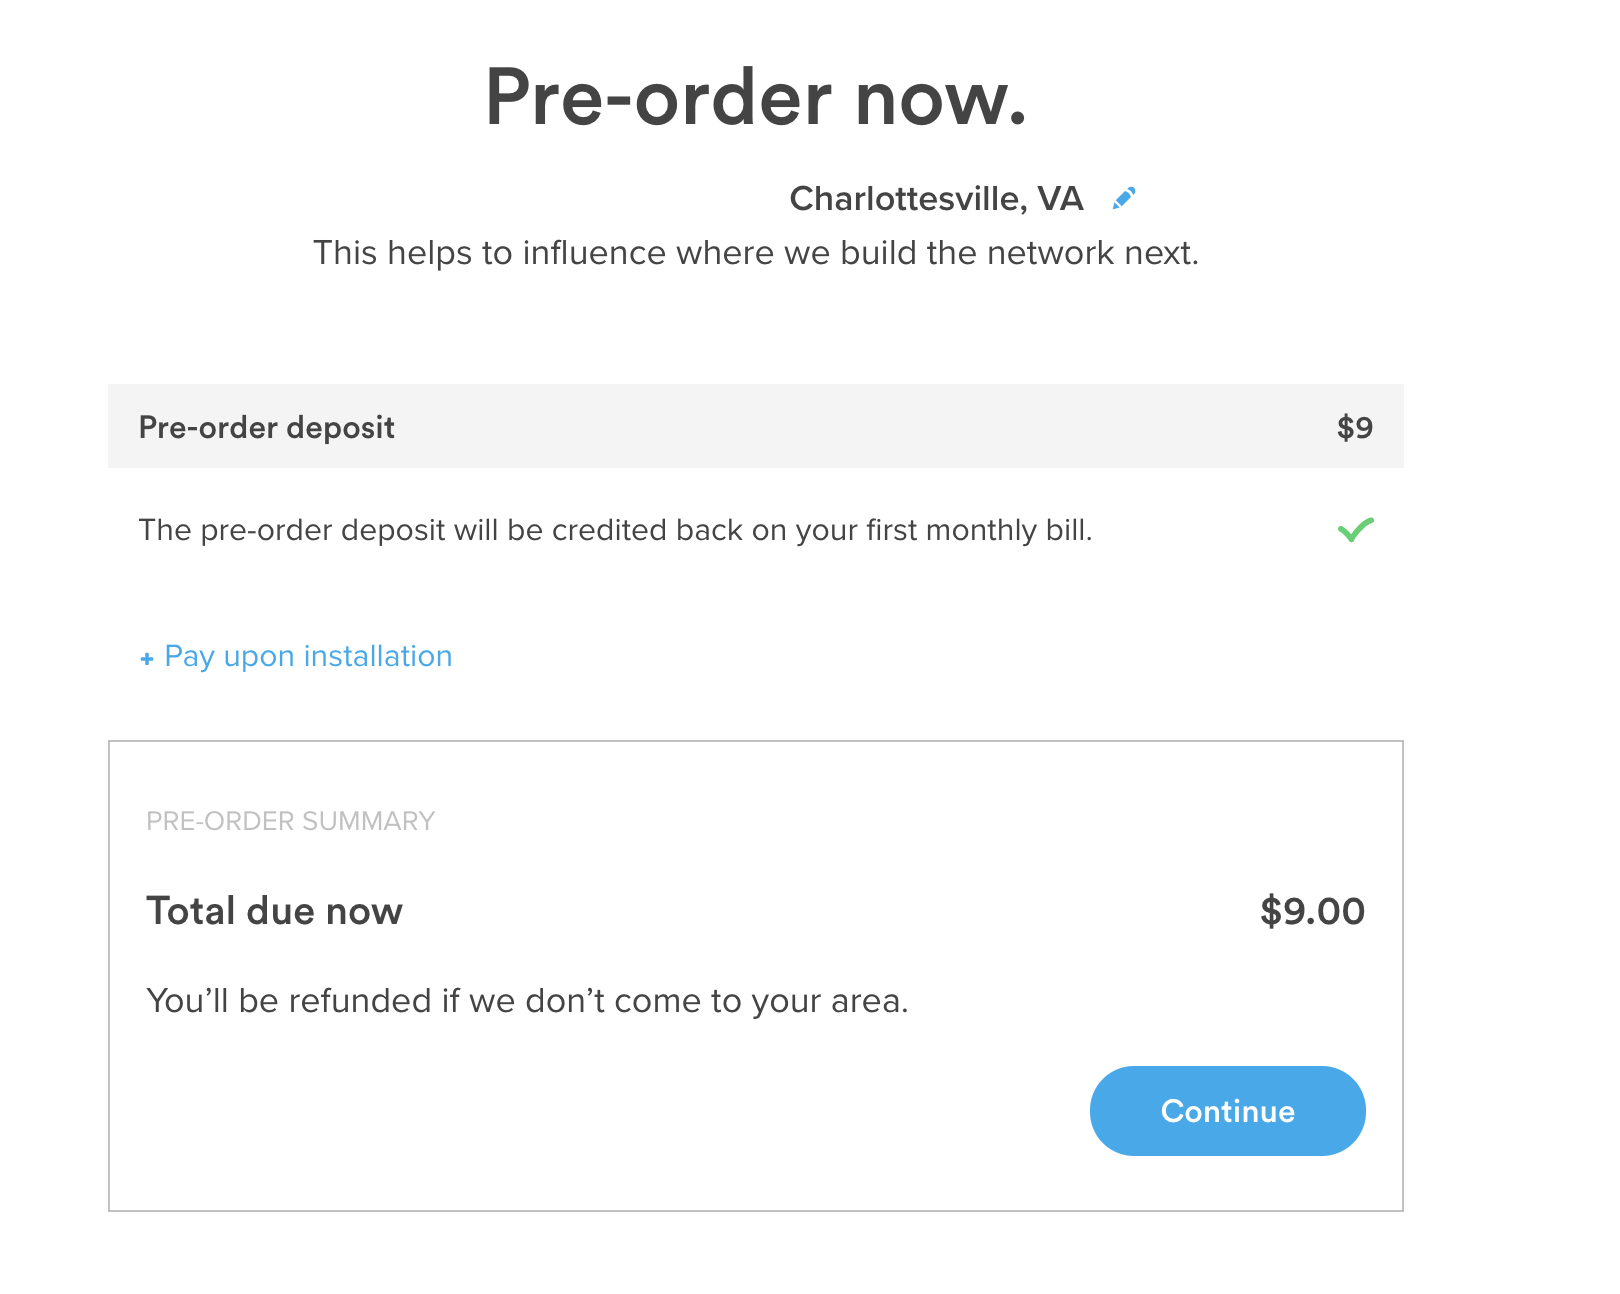 Pre-order now.
Charlottesville, VA
This helps to influence where we build the network next.
Pre-order deposit $9
The pre-order deposit will be credited back on your first monthly bill.
+ Pay upon installation
PRE-ORDER SUMMARY
Total due now $9.00
You’ll be refunded if we don’t come to your area.
Continue